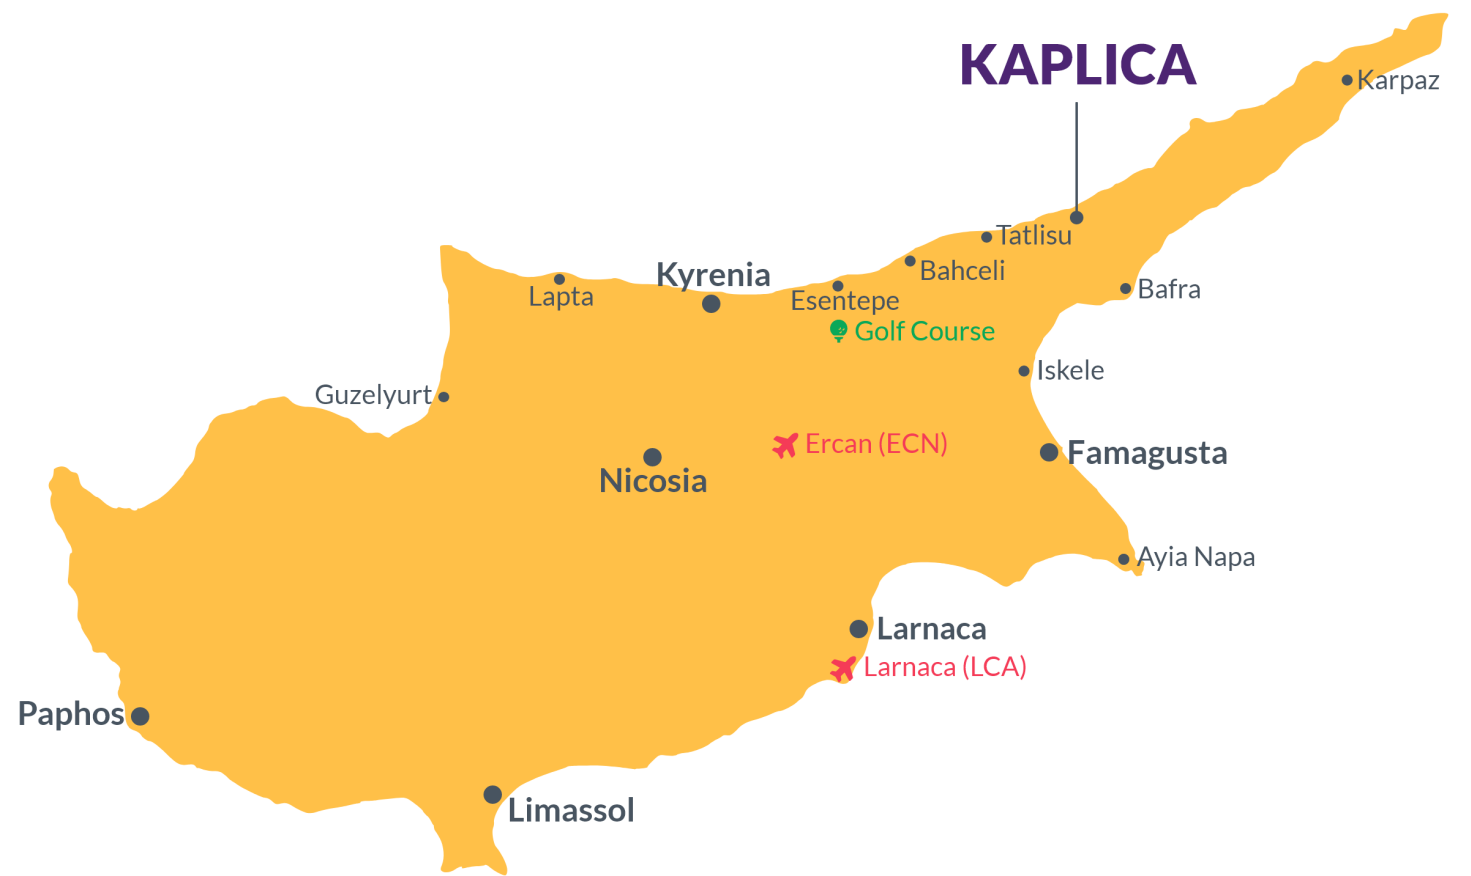 KAPLICA
Karpaz
Tatlisu
Bahceli
Kyrenia
Bafra
Lapta
Esentepe
Golf Course
Iskele
Guzelyurt
Ercan (ECN)
Famagusta
Nicosia
Ayia Napa
Larnaca
Larnaca (LCA)
Paphos
Limassol